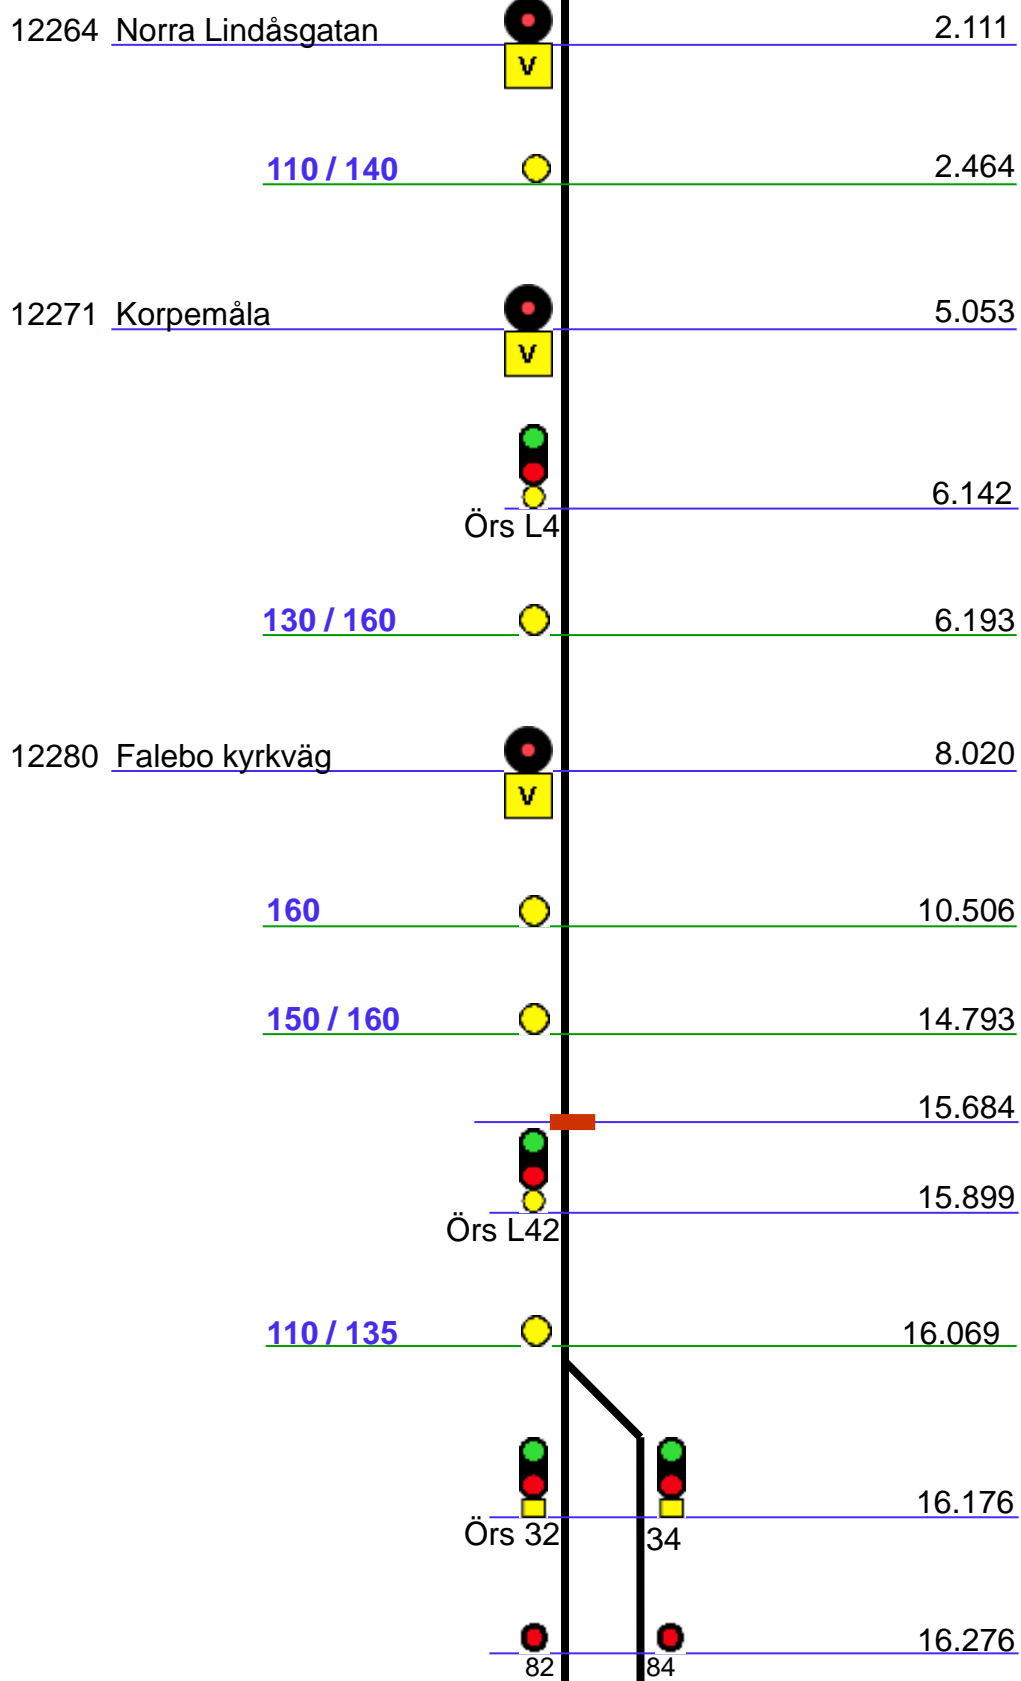 12264 Norra Lindåsgatan 2.111
V
110 / 140 2.464
12271 Korpemåla 5.053
V
6.142
Örs L4
130 / 160 6.193
12280 Falebo kyrkväg 8.020
V
160 10.506
150 / 160 14.793
15.684
15.899
Örs L42
110 / 135 16.069
16.176
Örs 32 34
16.276
82 84